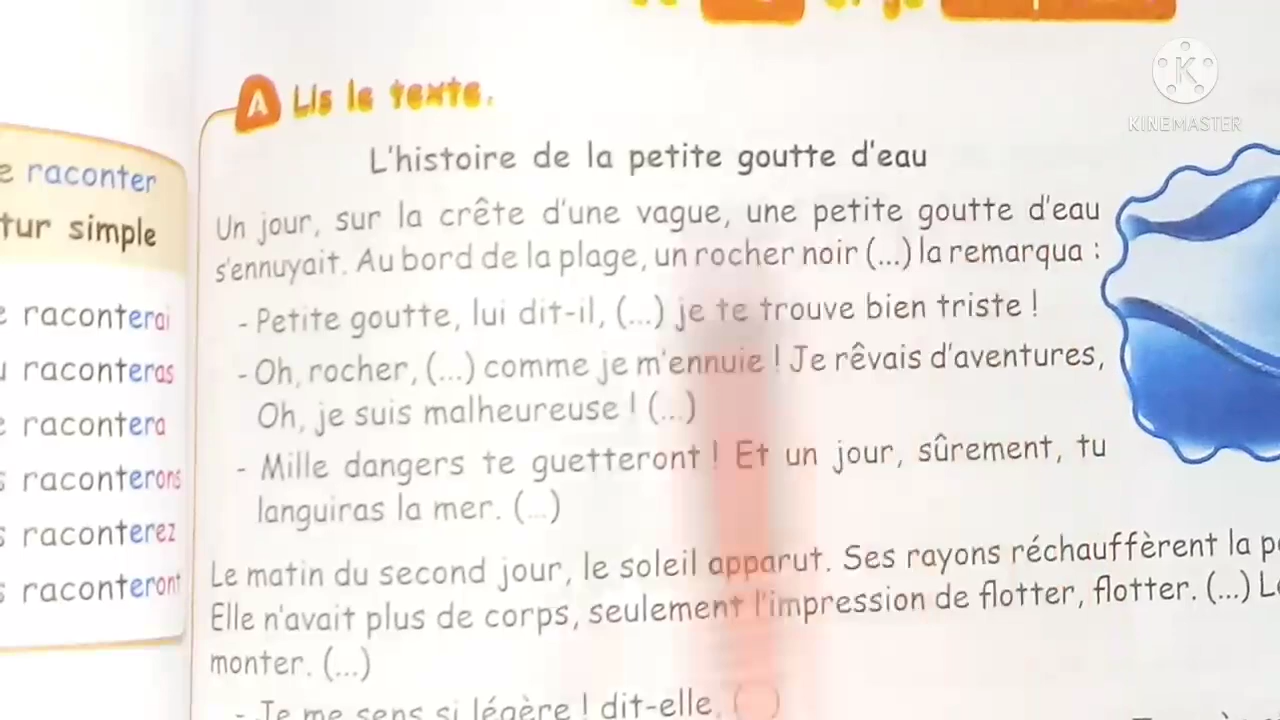 A Lis le texte.
KINEMASTER
L'histoire de la petite goutte d'eau
Un jour, sur la crête d'une vague, une petite goutte d'eau
s'ennuyait. Au bord de la plage, un rocher noir (...) la remarqua :
- Petite goutte, lui dit-il, (...) je te trouve bien triste !
- Oh, rocher, (...) comme je m'ennuie ! Je rêvais d'aventures,
Oh, je suis malheureuse ! (...)
- Mille dangers te guetteront ! Et un jour, sûrement, tu
languiras la mer. (...)
Le matin du second jour, le soleil apparut. Ses rayons réchauffèrent la
Elle n'avait plus de corps, seulement l'impression de flotter, flotter. (...)
monter. (...)
- Je me sens si légère ! dit-elle,
raconter
simple
raconterai
raconteras
racontera
raconterons
raconterez
raconteront